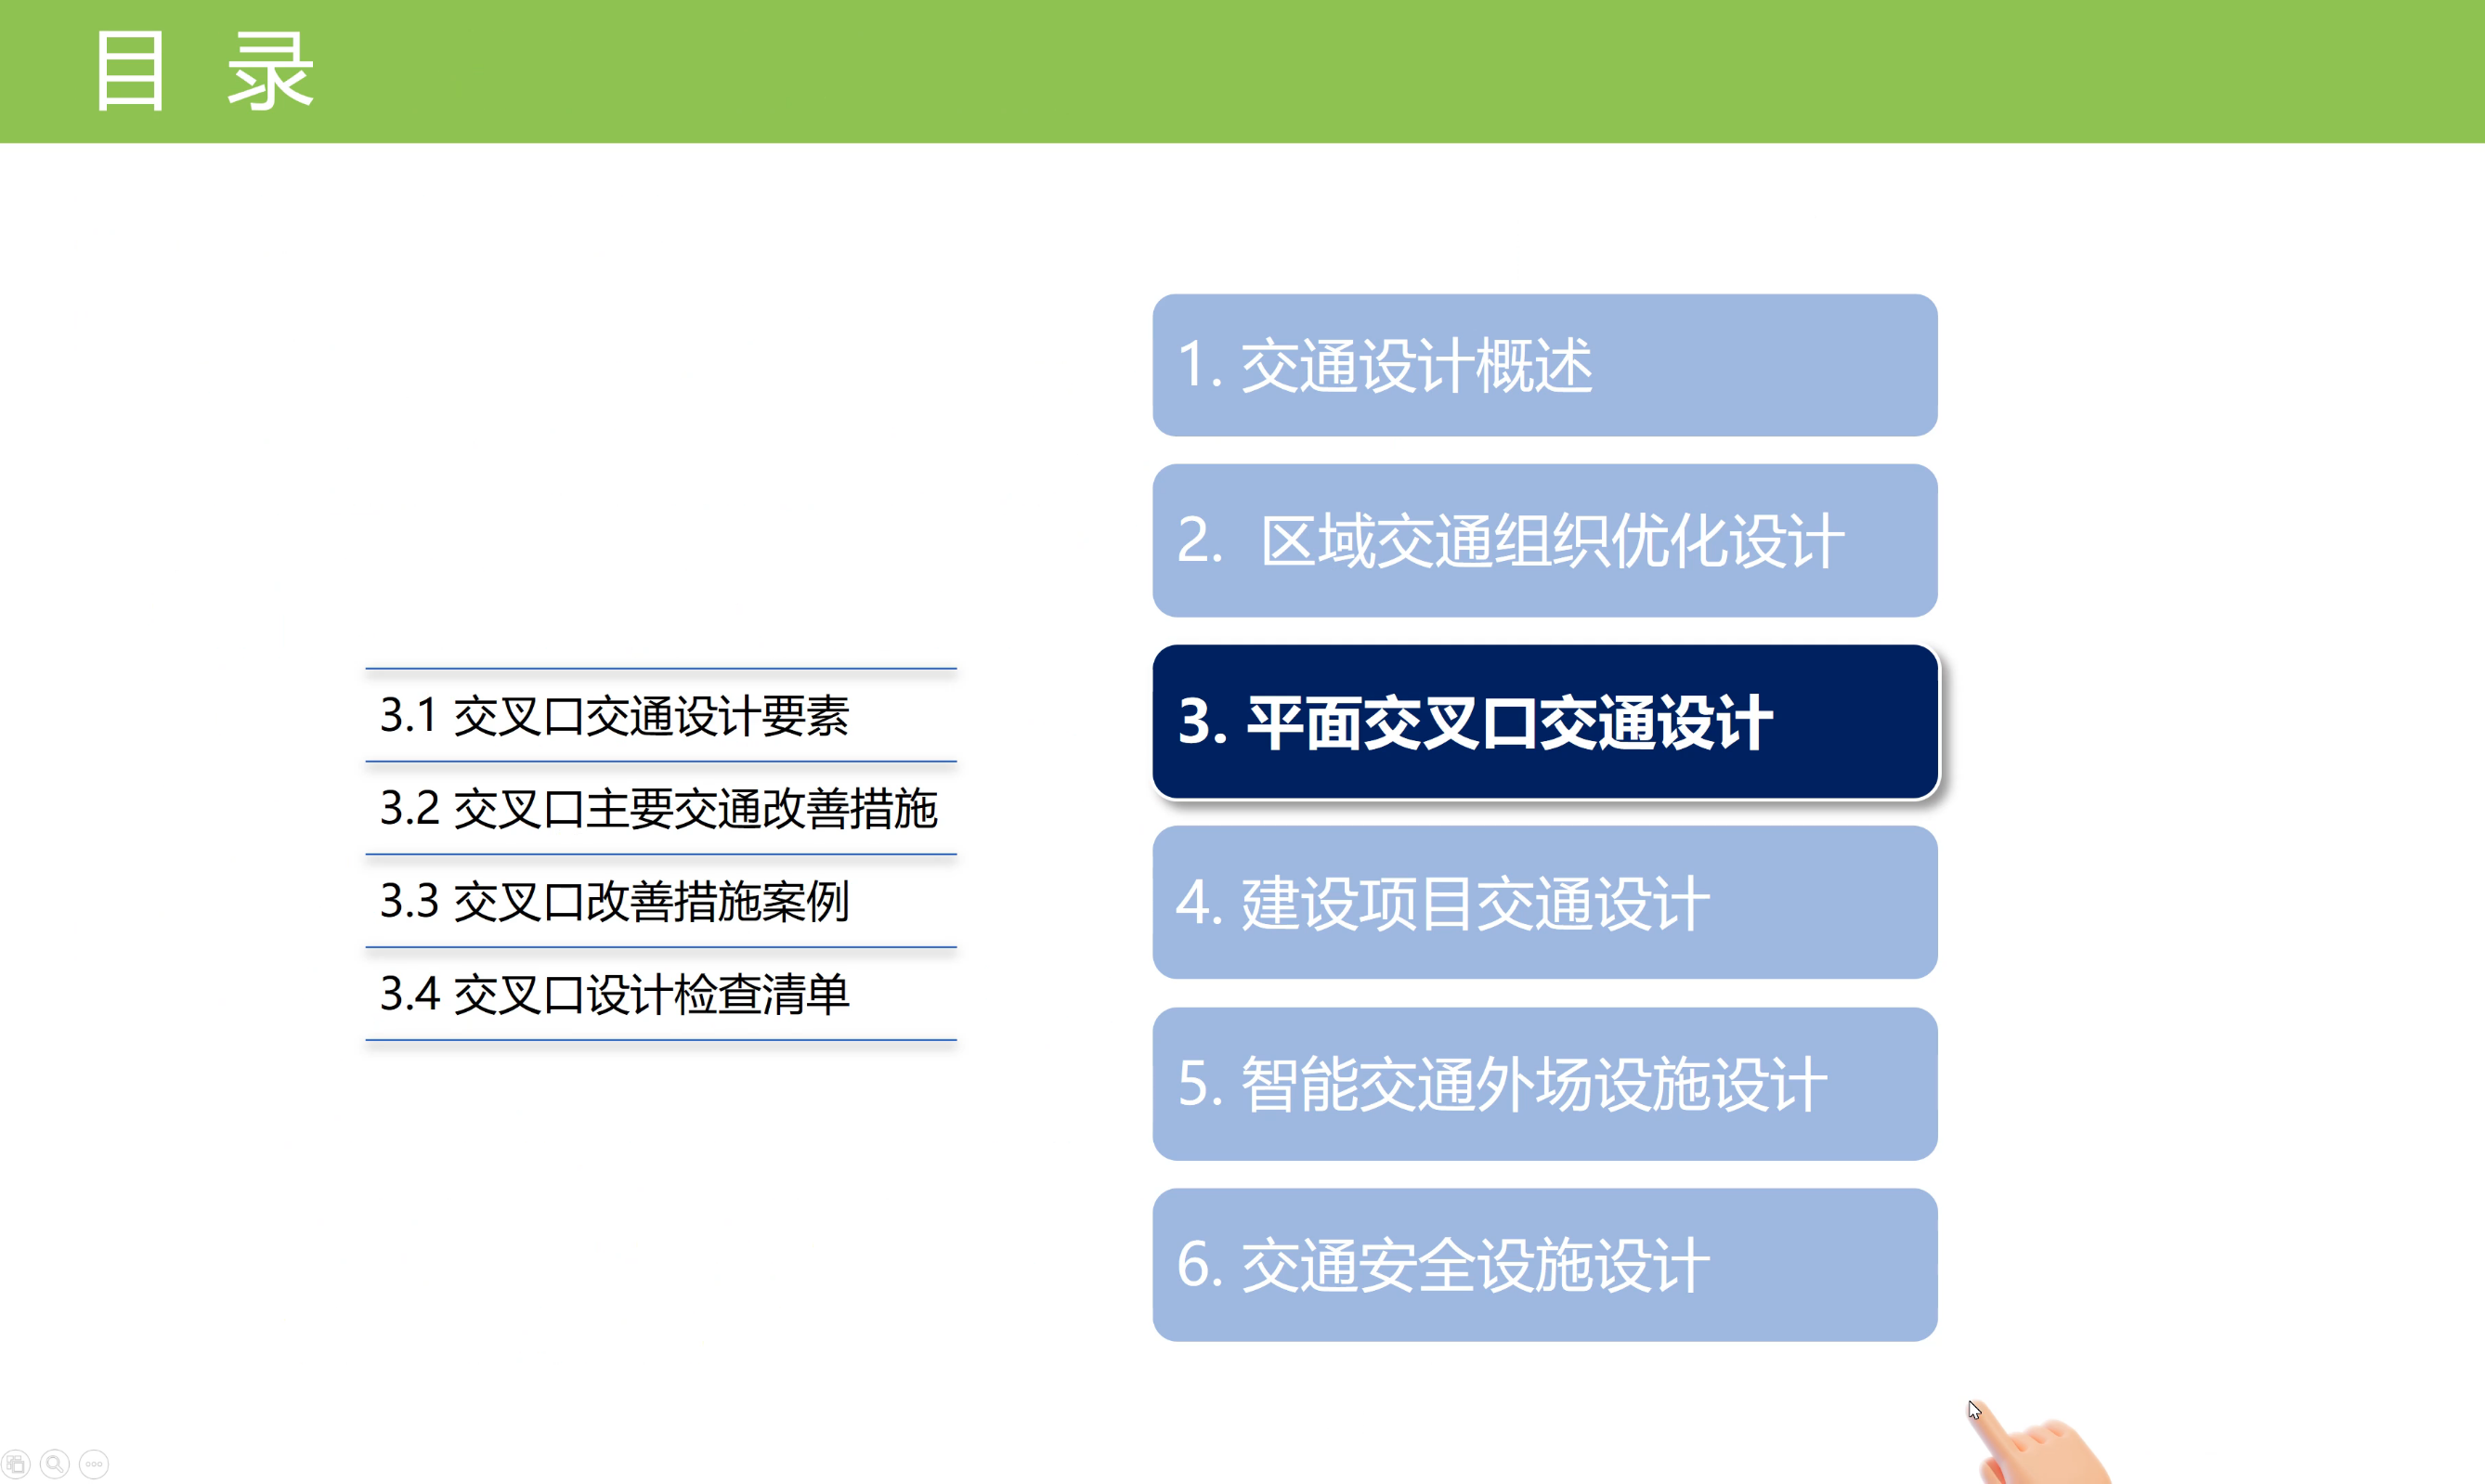 目 录
3.1 交叉口交通设计要素
3.2 交叉口主要交通改善措施
3.3 交叉口改善措施案例
3.4 交叉口设计检查清单
1. 交通设计概述
2. 区域交通组织优化设计
3. 平面交叉口交通设计
4. 建设项目交通设计
5. 智能交通外场设施设计
6. 交通安全设施设计